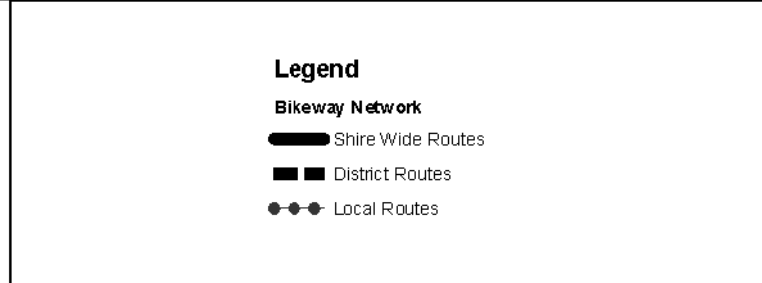 Legend
Bikeway Network
Shire Wide Routes
District Routes
Local Routes